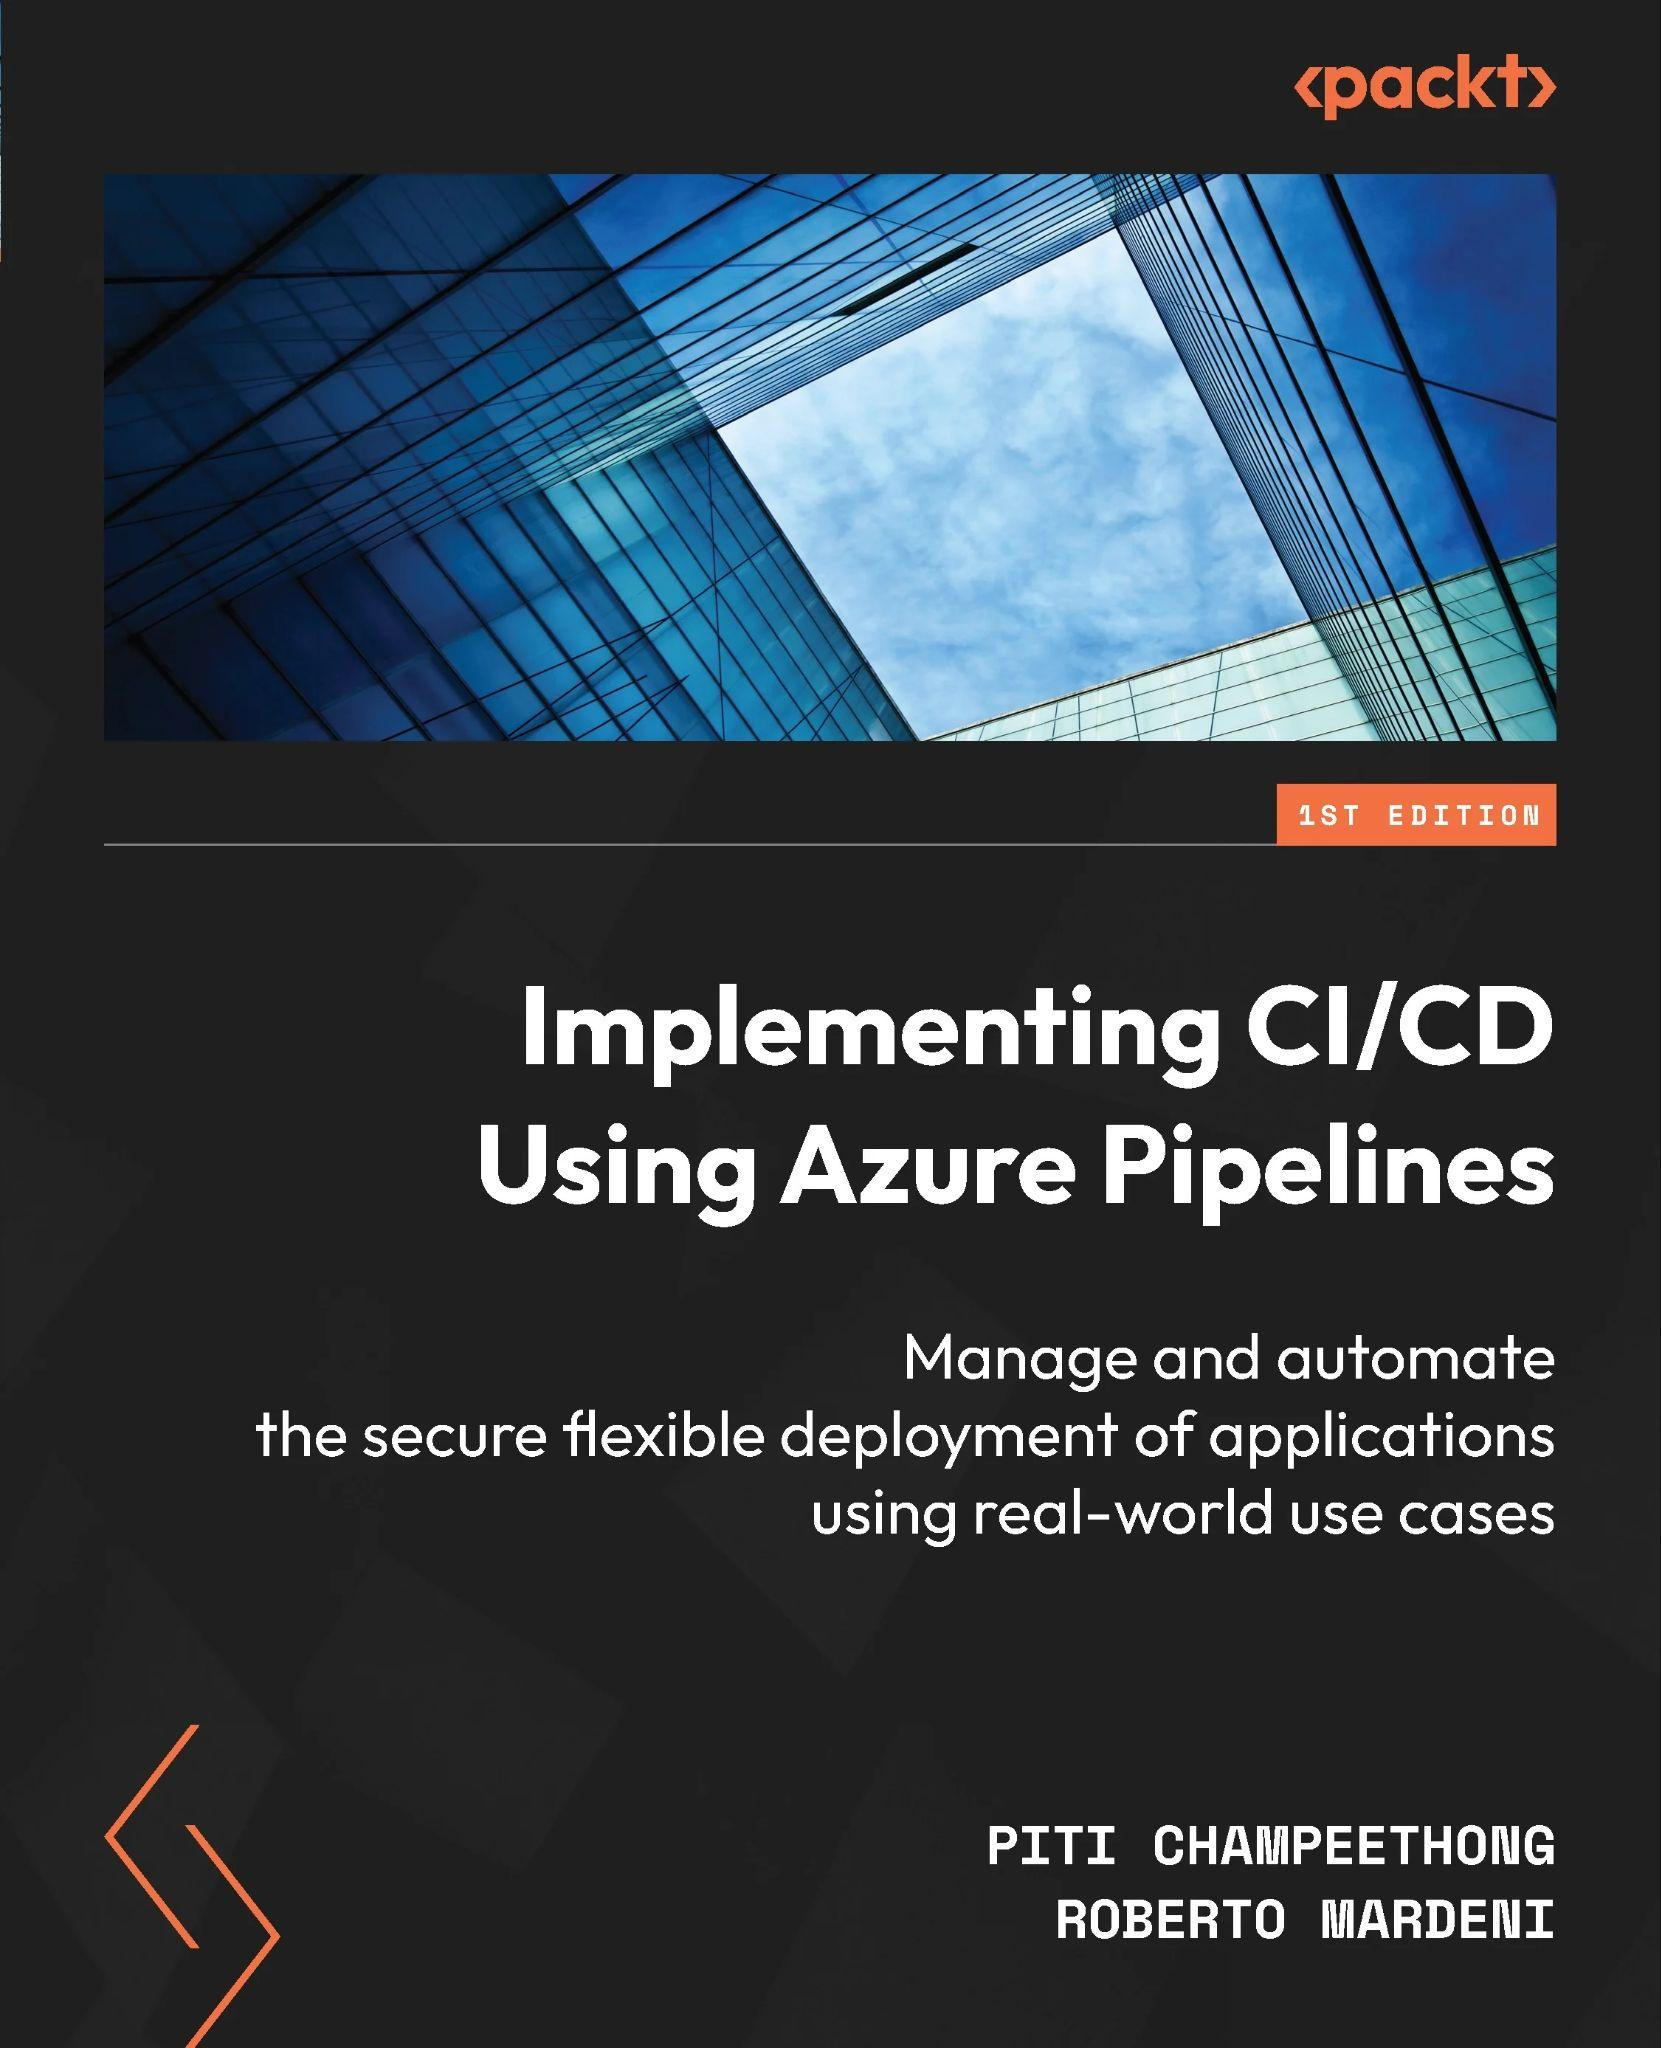 <packt>
1ST EDITION
Implementing CI/CD
Using Azure Pipelines
Manage and automate
the secure flexible deployment of applications
using real-world use cases
PITI CHAMPEETHONG
ROBERTO MARDENI